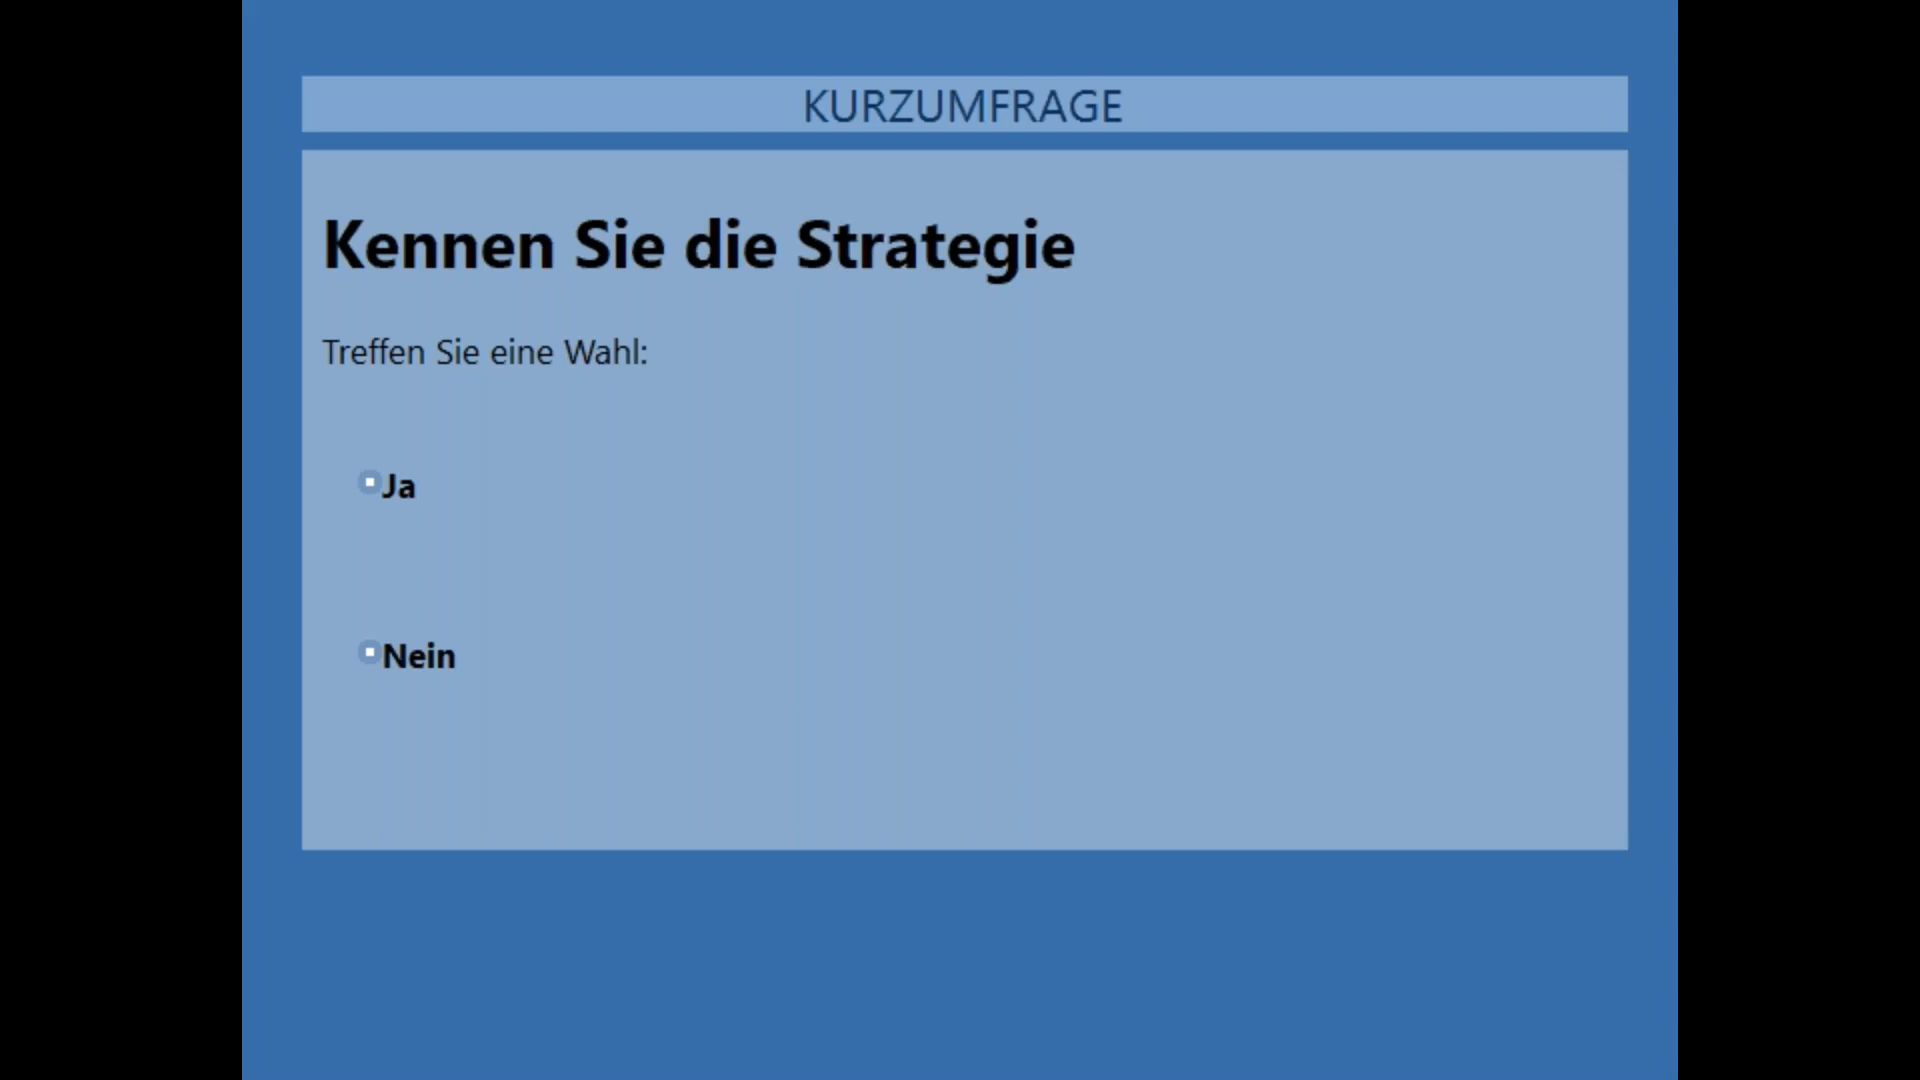 KURZUMFRAGE
Kennen Sie die Strategie
Treffen Sie eine Wahl:
Ja
Nein